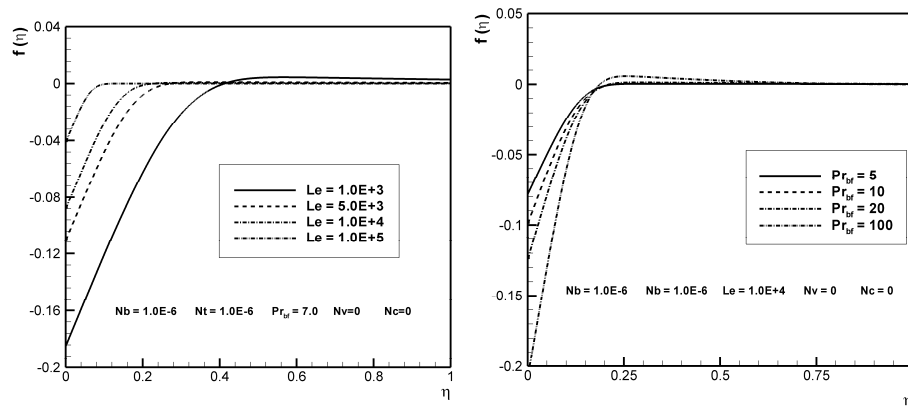 f (η)
0.04
0
-0.04
-0.08
-0.12
-0.16
-0.2
0
0.2
0.4
0.6
0.8
1
η
Le = 1.0E+3
Le = 5.0E+3
Le = 1.0E+4
Le = 1.0E+5
Nb = 1.0E-6 Nt = 1.0E-6 Pr_bf = 7.0 Nv=0 Nc=0
f (η)
0.05
0
-0.05
-0.1
-0.15
-0.2
0
0.25
0.5
0.75
η
Pr_bf = 5
Pr_bf = 10
Pr_bf = 20
Pr_bf = 100
Nb = 1.0E-6 Nb = 1.0E-6 Le = 1.0E+4 Nv = 0 Nc = 0